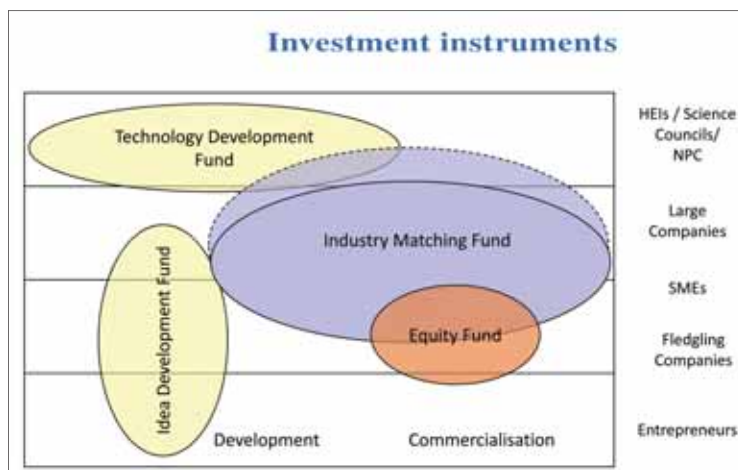 Investment instruments
Technology Development
Fund
HEIs / Science
Councils/
NPC
Large
Companies
Industry Matching Fund
Idea Development Fund
SMEs
Equity Fund
Fledgling
Companies
Development
Commercialisation
Entrepreneurs